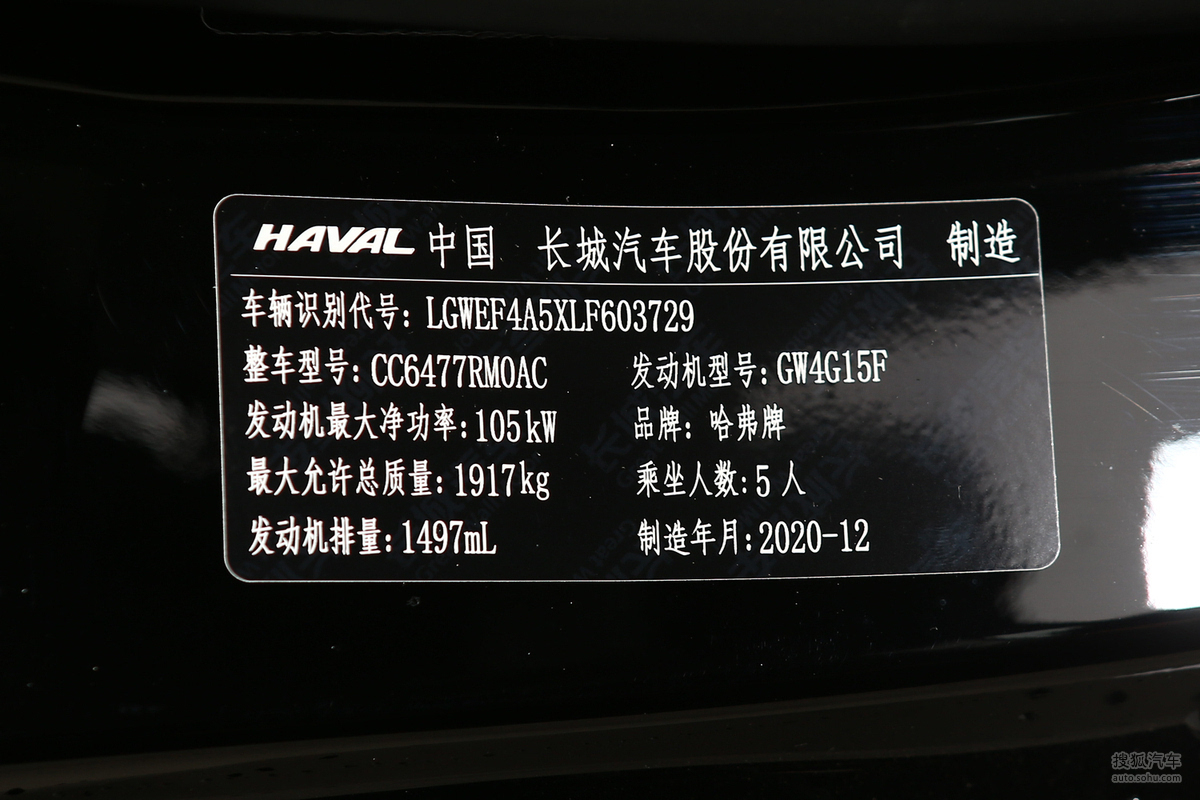 HAVAL 中国 长城汽车股份有限公司 制造
车辆识别代号: LGWEF4A5XLF603729
整车型号: CC6477RM0AC 发动机型号: GW4G15F
发动机最大净功率: 105kW 品牌: 哈弗牌
最大允许总质量: 1917kg 乘坐人数: 5 人
发动机排量: 1497mL 制造年月: 2020-12
搜狐汽车
auto.sohu.com